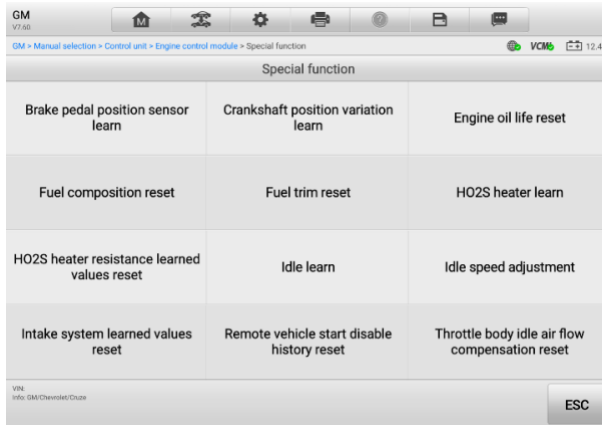 GM
V7.60
GM > Manual selection > Control unit > Engine control module > Special function
VCMI
12.4
Special function
Brake pedal position sensor
learn
Crankshaft position variation
learn
Engine oil life reset
Fuel composition reset
Fuel trim reset
HO2S heater learn
HO2S heater resistance learned
values reset
Idle learn
Idle speed adjustment
Intake system learned values
reset
Remote vehicle start disable
history reset
Throttle body idle air flow
compensation reset
VIN:
Info: GM/Chevrolet/Cruze
ESC